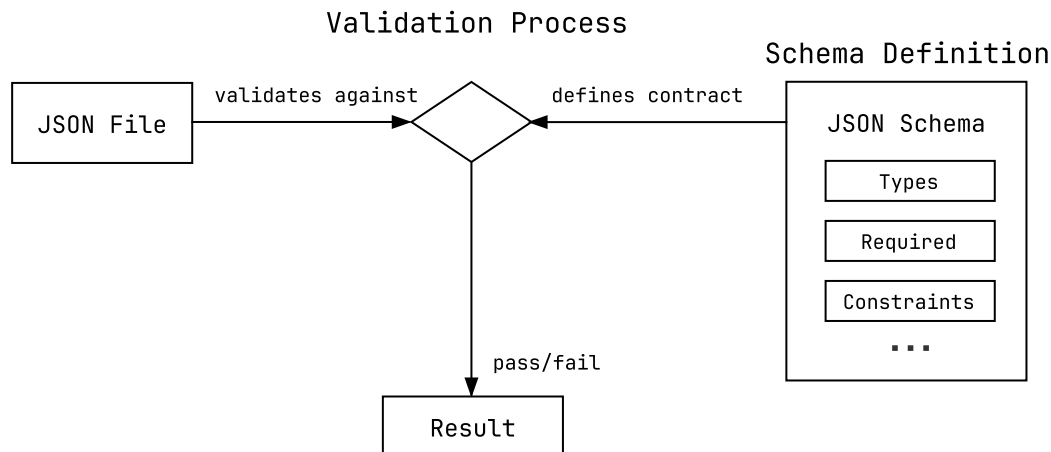 Validation Process
Schema Definition
JSON File
validates against
defines contract
JSON Schema
Types
Required
Constraints
...
pass/fail
Result